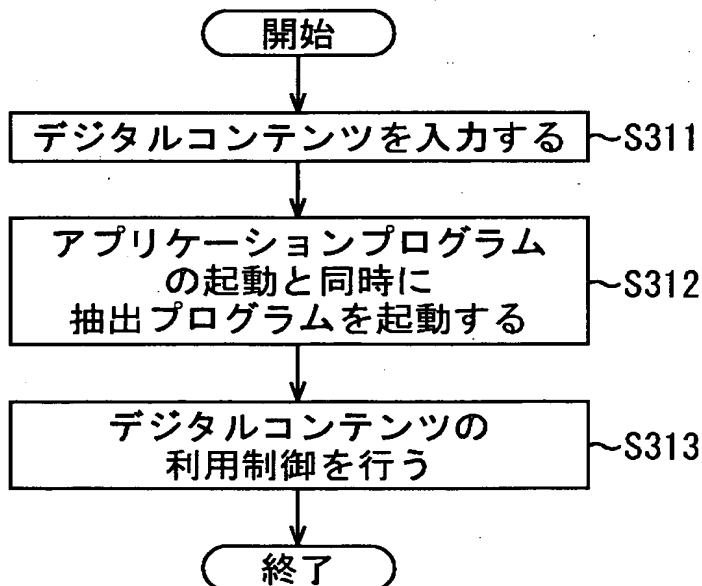 開始
デジタルコンテンツを入力する ～S311
アプリケーションプログラム
の起動と同時に
抽出プログラムを起動する
～S312
デジタルコンテンツの
利用制御を行う
～S313
終了